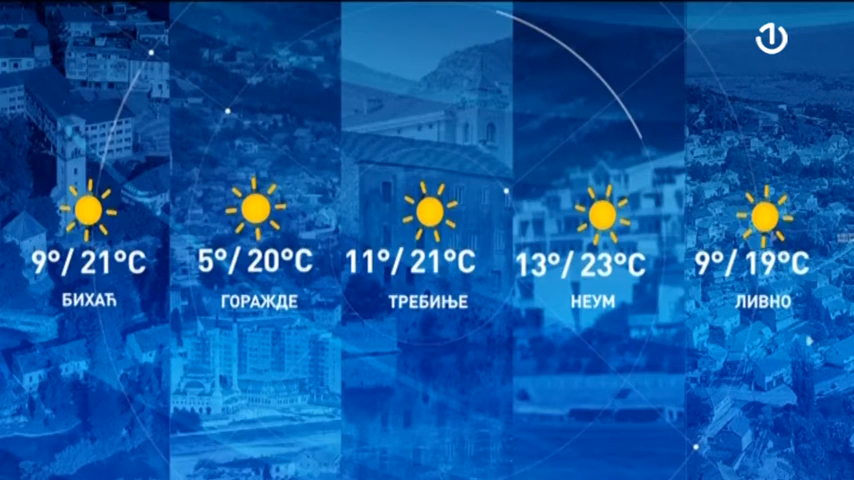 9°/21°C
БИХАЋ
5°/20°C
ГОРАЖДЕ
11°/21°C
ТРЕБИЊЕ
13°/23°C
НЕУМ
9°/19°C
ЛИВНО